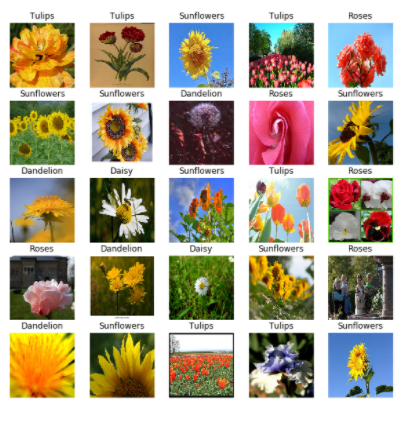 Tulips Tulips Sunflowers Tulips Roses
Sunflowers Sunflowers Dandelion Roses Sunflowers
Dandelion Daisy Sunflowers Tulips Roses
Roses Dandelion Daisy Sunflowers Roses
Dandelion Sunflowers Tulips Tulips Sunflowers